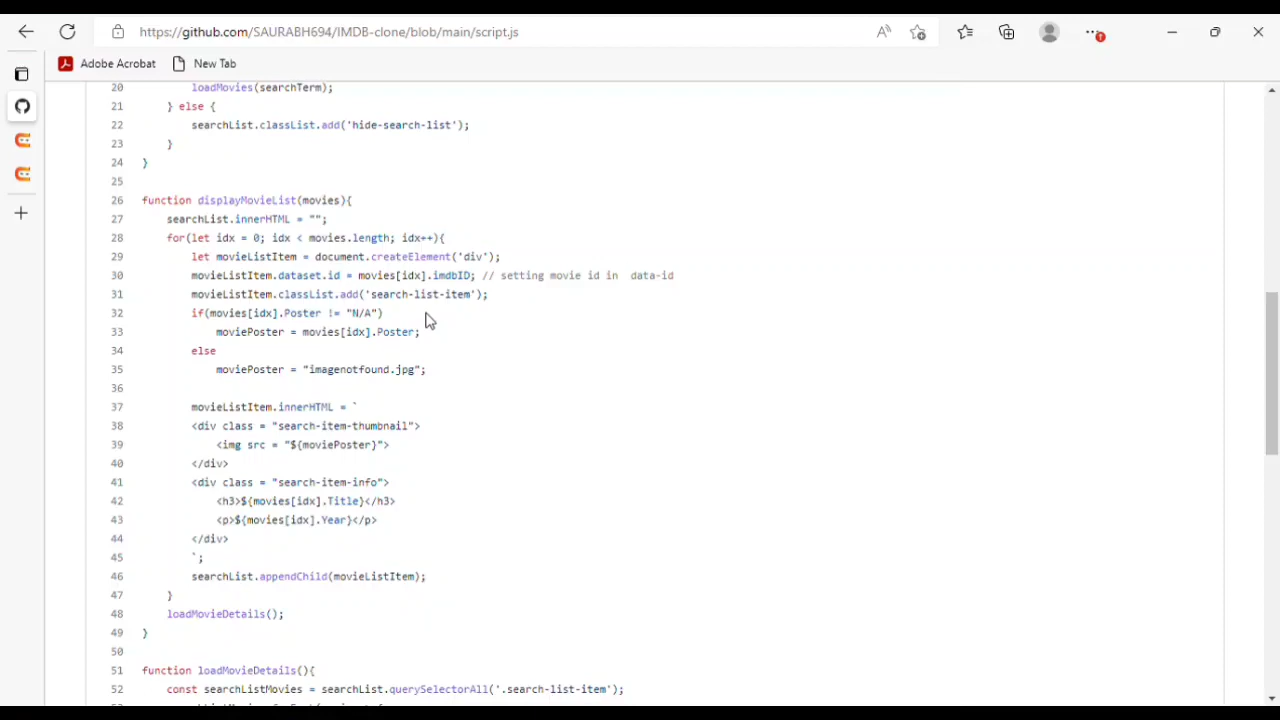 https://github.com/SAURABH694/IMDB-clone/blob/main/script.js
Adobe Acrobat New Tab
20 loadMovies(searchTerm);
21 } else {
22 searchList.classList.add('hide-search-list');
23 }
24 }
25
26 function displayMovieList(movies){
27 searchList.innerHTML = "";
28 for(let idx = 0; idx < movies.length; idx++){
29 let movieListItem = document.createElement('div');
30 movieListItem.dataset.id = movies[idx].imdbID; // setting movie id in  data-id
31 movieListItem.classList.add('search-list-item');
32 if(movies[idx].Poster != "N/A")
33 moviePoster = movies[idx].Poster;
34 else
35 moviePoster = "imagenotfound.jpg";
36
37 movieListItem.innerHTML = `
38 <div class = "search-item-thumbnail">
39 <img src = "${moviePoster}">
40 </div>
41 <div class = "search-item-info">
42 <h3>${movies[idx].Title}</h3>
43 <p>${movies[idx].Year}</p>
44 </div>
45 `;
46 searchList.appendChild(movieListItem);
47 }
48 loadMovieDetails();
49 }
50
51 function loadMovieDetails(){
52 const searchListMovies = searchList.querySelectorAll('.search-list-item');